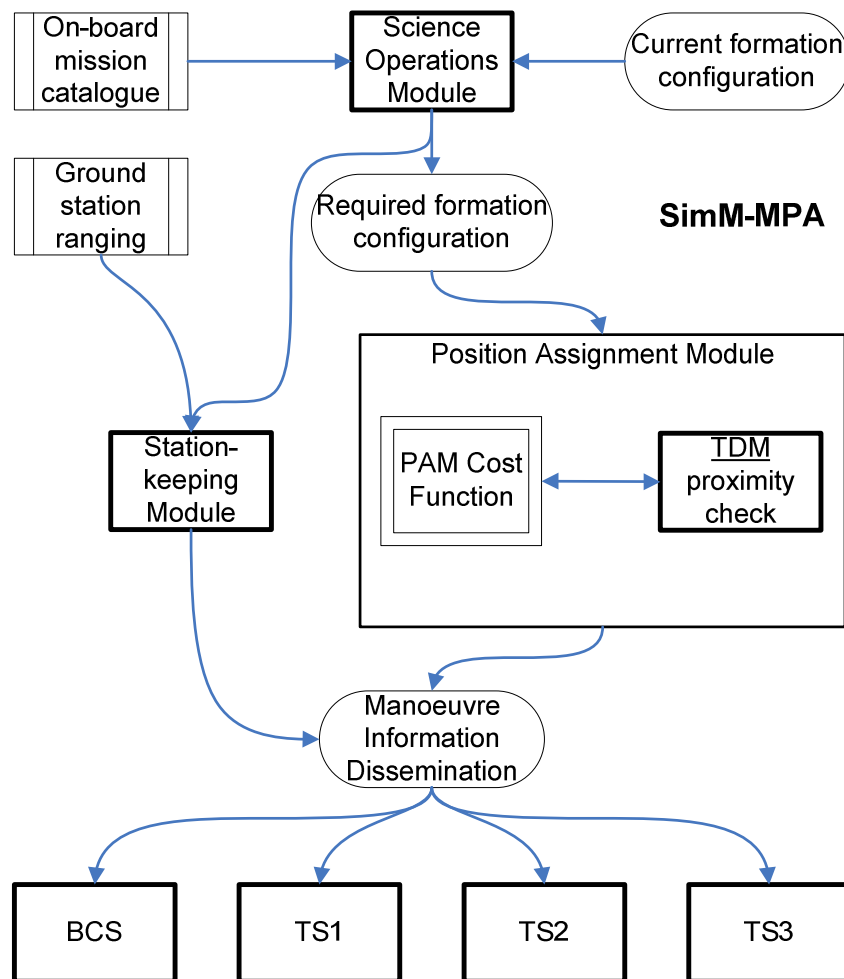 On-board
mission
catalogue
Science
Operations
Module
Current formation
configuration
Ground
station
ranging
Required formation
configuration
SimM-MPA
Position Assignment Module
Station-
keeping
Module
PAM Cost
Function
TDM
proximity
check
Manoeuvre
Information
Dissemination
BCS
TS1
TS2
TS3